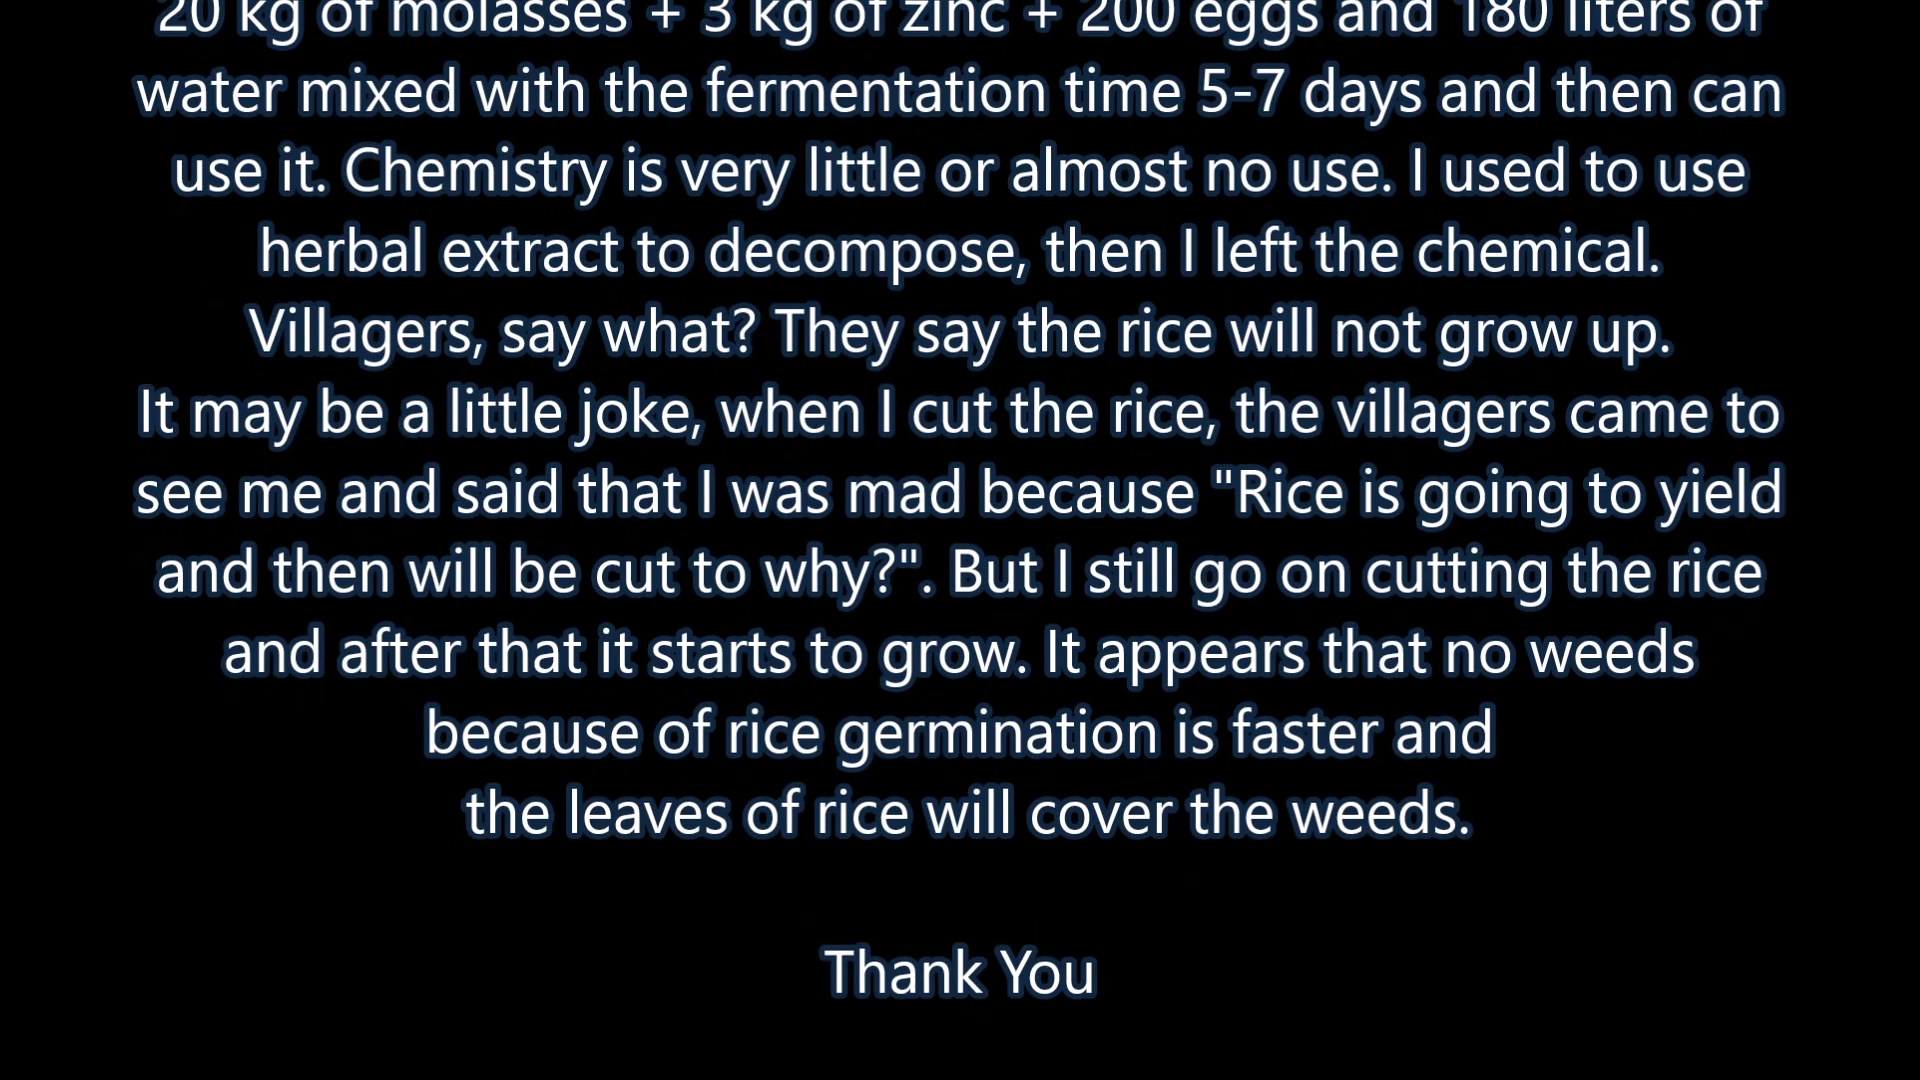 20 kg of molasses + 3 kg of zinc + 200 eggs and 180 liters of
water mixed with the fermentation time 5-7 days and then can
use it. Chemistry is very little or almost no use. I used to use
herbal extract to decompose, then I left the chemical.
Villagers, say what? They say the rice will not grow up.
It may be a little joke, when I cut the rice, the villagers came to
see me and said that I was mad because "Rice is going to yield
and then will be cut to why?". But I still go on cutting the rice
and after that it starts to grow. It appears that no weeds
because of rice germination is faster and
the leaves of rice will cover the weeds.
Thank You